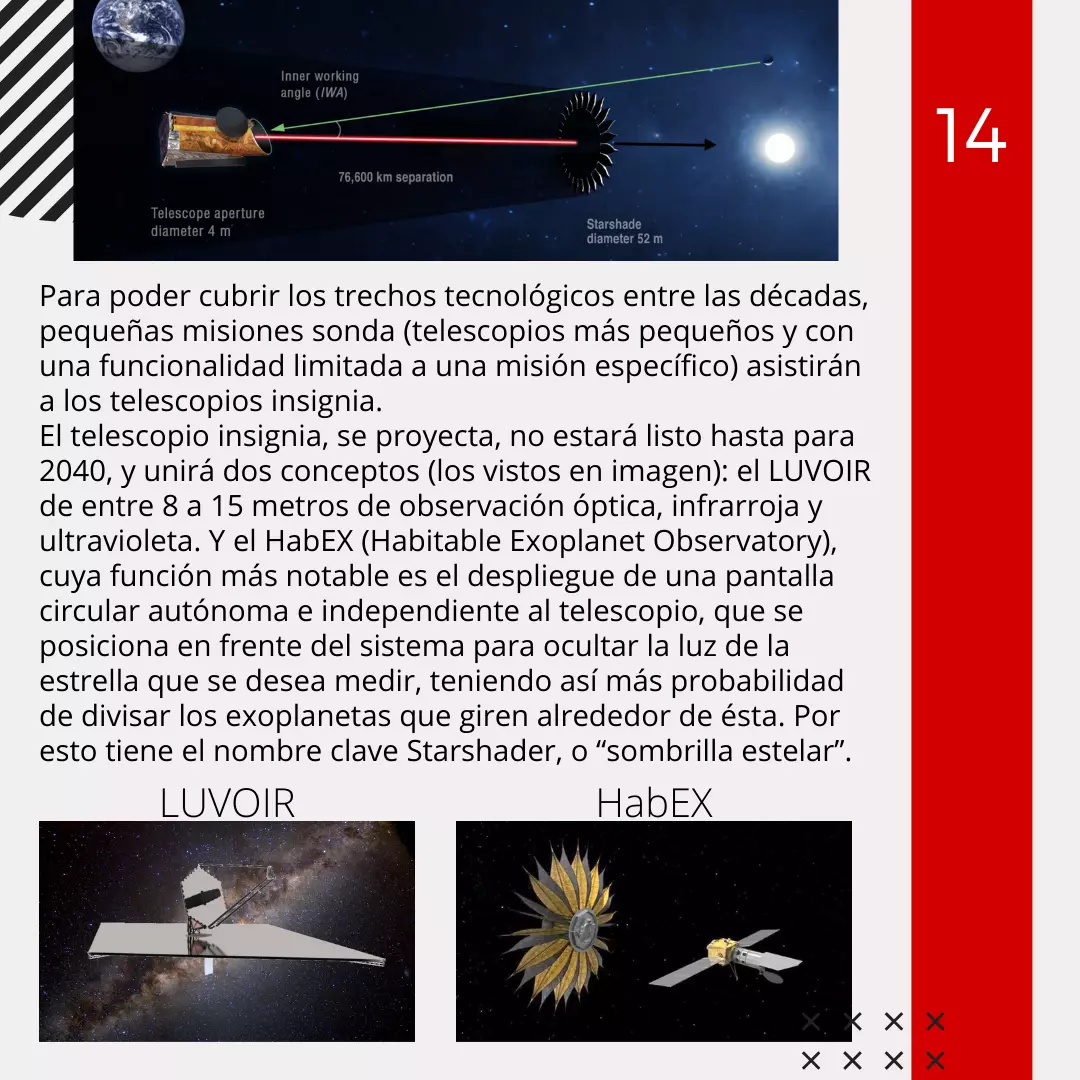 Inner working
angle (IWA)
14
76,600 km separation
Telescope aperture
diameter 4 m
Starshade
diameter 52 m
Para poder cubrir los trechos tecnológicos entre las décadas,
pequeñas misiones sonda (telescopios más pequeños y con
una funcionalidad limitada a una misión específico) asistirán
a los telescopios insignia.
El telescopio insignia, se proyecta, no estará listo hasta para
2040, y unirá dos conceptos (los vistos en imagen): el LUVOIR
de entre 8 a 15 metros de observación óptica, infrarroja y
ultravioleta. Y el HabEX (Habitable Exoplanet Observatory),
cuya función más notable es el despliegue de una pantalla
circular autónoma e independiente al telescopio, que se
posiciona en frente del sistema para ocultar la luz de la
estrella que se desea medir, teniendo así más probabilidad
de divisar los exoplanetas que giren alrededor de ésta. Por
esto tiene el nombre clave Starshader, o “sombrilla estelar”.
LUVOIR
HabEX